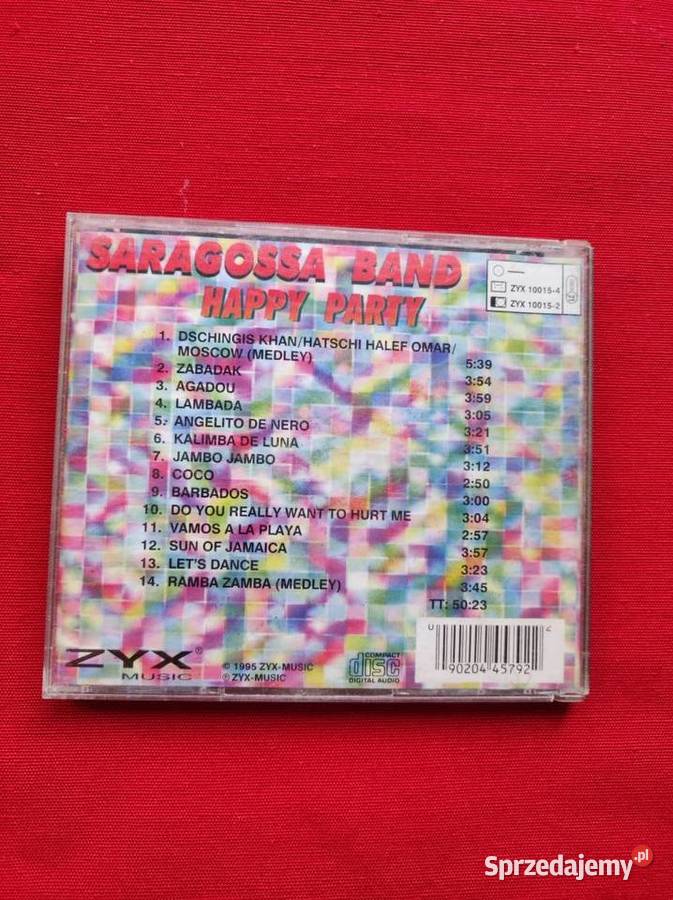 SARAGOSSA BAND
HAPPY PARTY
ZYX 10015-4
ZYX 10015-2
1. DSCHINGIS KHAN/HATSCHI HALEF OMAR/
MOSCOW (MEDLEY) 5:39
2. ZABADAK 3:54
3. AGADOU 3:59
4. LAMBADA 3:05
5. ANGELITO DE NERO 3:21
6. KALIMBA DE LUNA 3:51
7. JAMBO JAMBO 3:12
8. COCO 2:50
9. BARBADOS 3:00
10. DO YOU REALLY WANT TO HURT ME 3:04
11. VAMOS A LA PLAYA 2:57
12. SUN OF JAMAICA 3:57
13. LET'S DANCE 3:23
14. RAMBA ZAMBA (MEDLEY) 3:45
TT: 50:23
ZYX®
MUSIC
© 1995 ZYX-MUSIC
℗ ZYX-MUSIC
COMPACT
disc
DIGITAL AUDIO
0 90204 45792 2
Sprzedajemy.pl